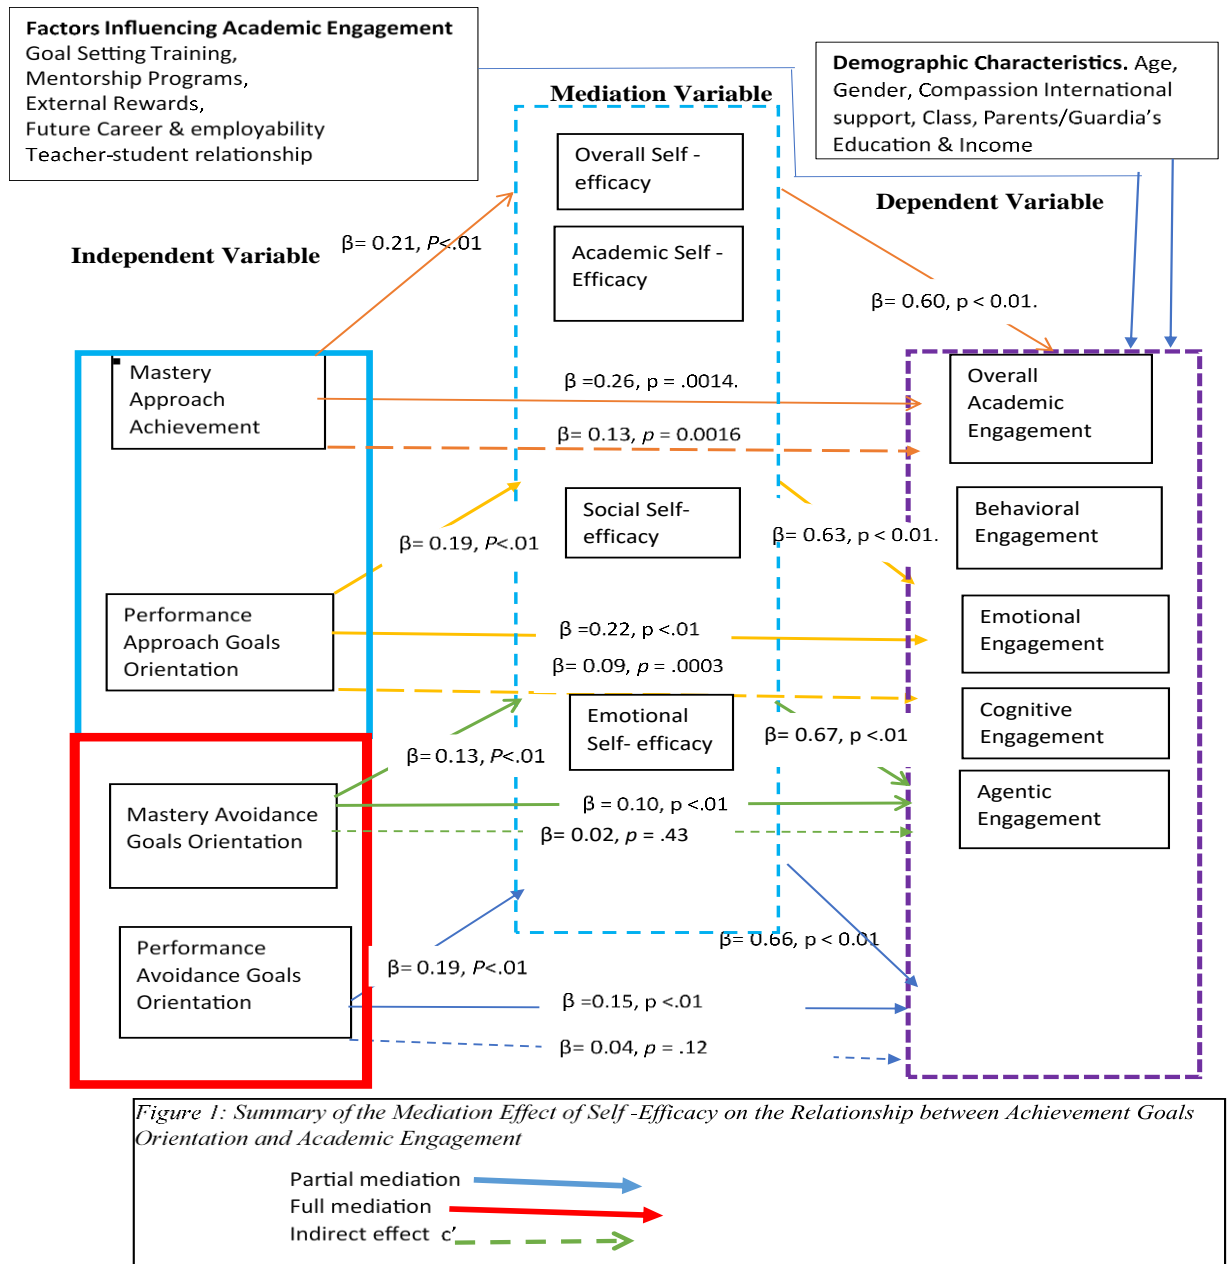 Factors Influencing Academic Engagement
Goal Setting Training,
Mentorship Programs,
External Rewards,
Future Career & employability
Teacher-student relationship
Demographic Characteristics. Age,
Gender, Compassion International
support, Class, Parents/Guardia's
Education & Income
Mediation Variable
Independent Variable
Dependent Variable
Overall Self -
efficacy
Academic Self -
Efficacy
Social Self-
efficacy
Emotional
Self- efficacy
Mastery
Approach
Achievement
Performance
Approach Goals
Orientation
Mastery Avoidance
Goals Orientation
Performance
Avoidance Goals
Orientation
Overall
Academic
Engagement
Behavioral
Engagement
Emotional
Engagement
Cognitive
Engagement
Agentic
Engagement
β= 0.21, P<.01
β= 0.60, p < 0.01.
β =0.26, p = .0014.
β= 0.13, p = 0.0016
β= 0.19, P<.01
β= 0.63, p < 0.01.
β =0.22, p <.01
β= 0.09, p = .0003
β= 0.13, P<.01
β= 0.67, p <.01
β = 0.10, p <.01
β= 0.02, p = .43
β= 0.19, P<.01
β= 0.66, p < 0.01
β =0.15, p <.01
β= 0.04, p = .12
Figure 1: Summary of the Mediation Effect of Self -Efficacy on the Relationship between Achievement Goals
Orientation and Academic Engagement
Partial mediation
Full mediation
Indirect effect c'